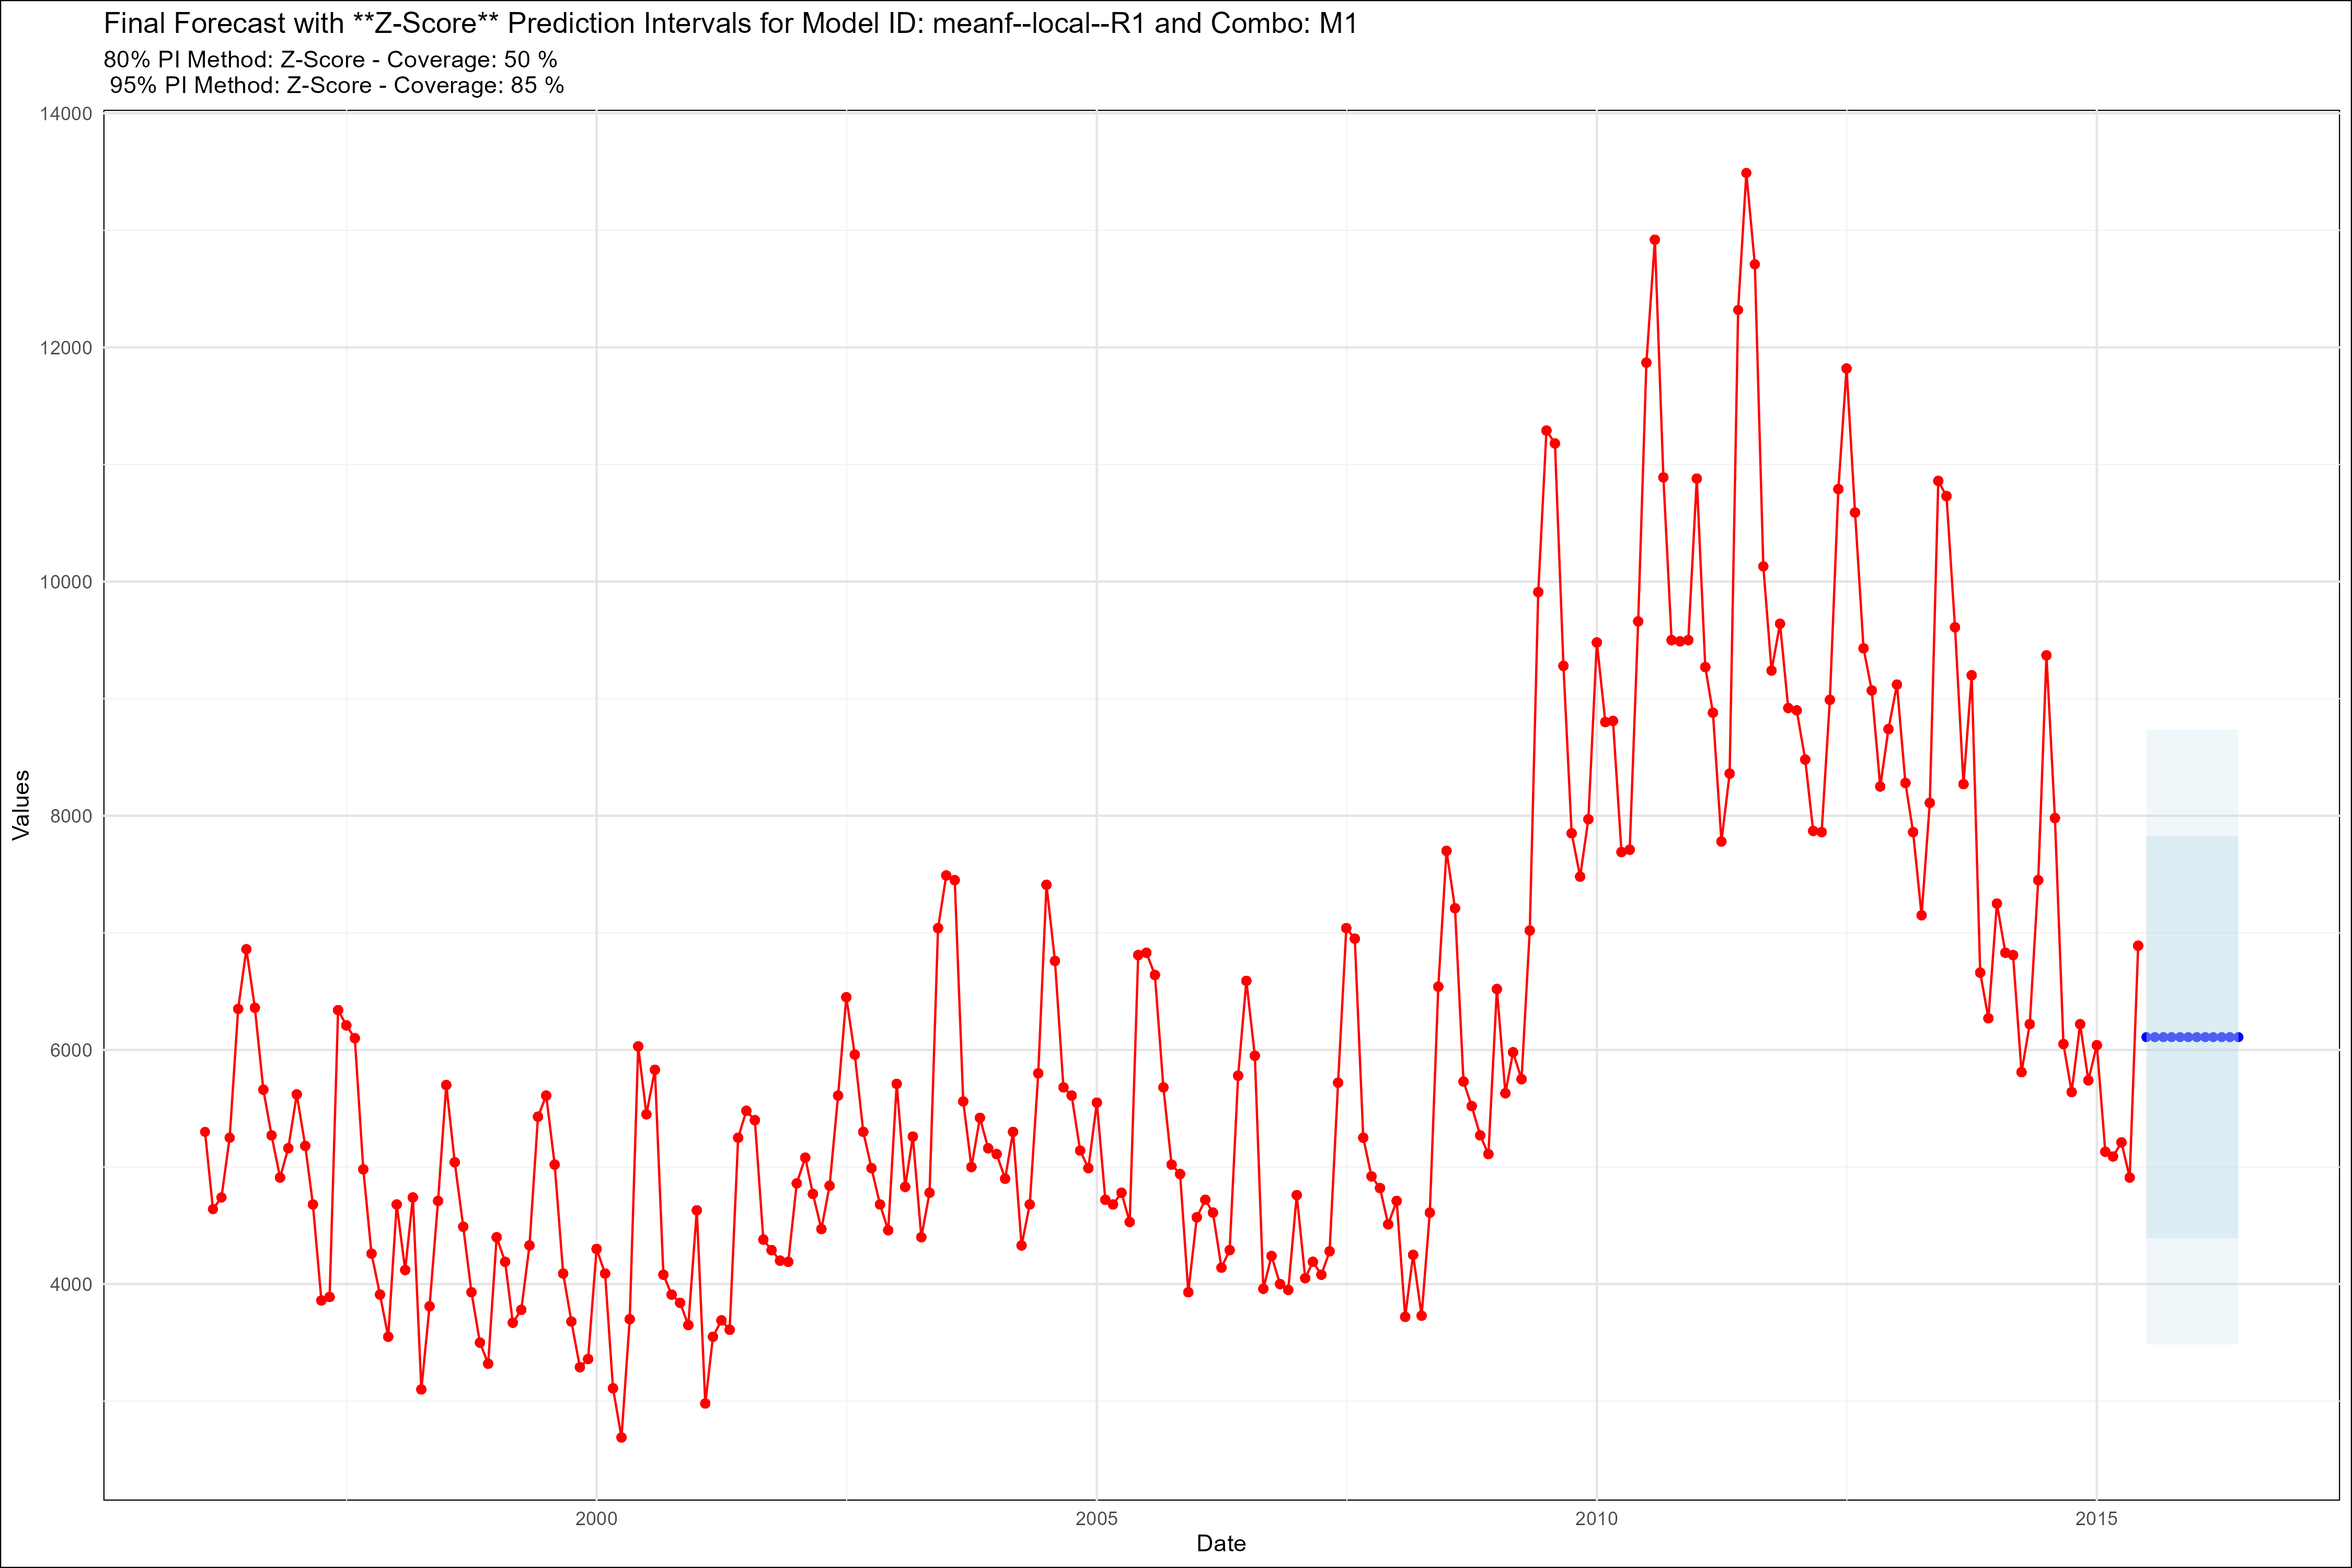 Final Forecast with **Z-Score** Prediction Intervals for Model ID: meanf--local--R1 and Combo: M1
80% PI Method: Z-Score - Coverage: 50 %
95% PI Method: Z-Score - Coverage: 85 %
14000
12000
10000
8000
6000
4000
Values
2000
2005
2010
2015
Date